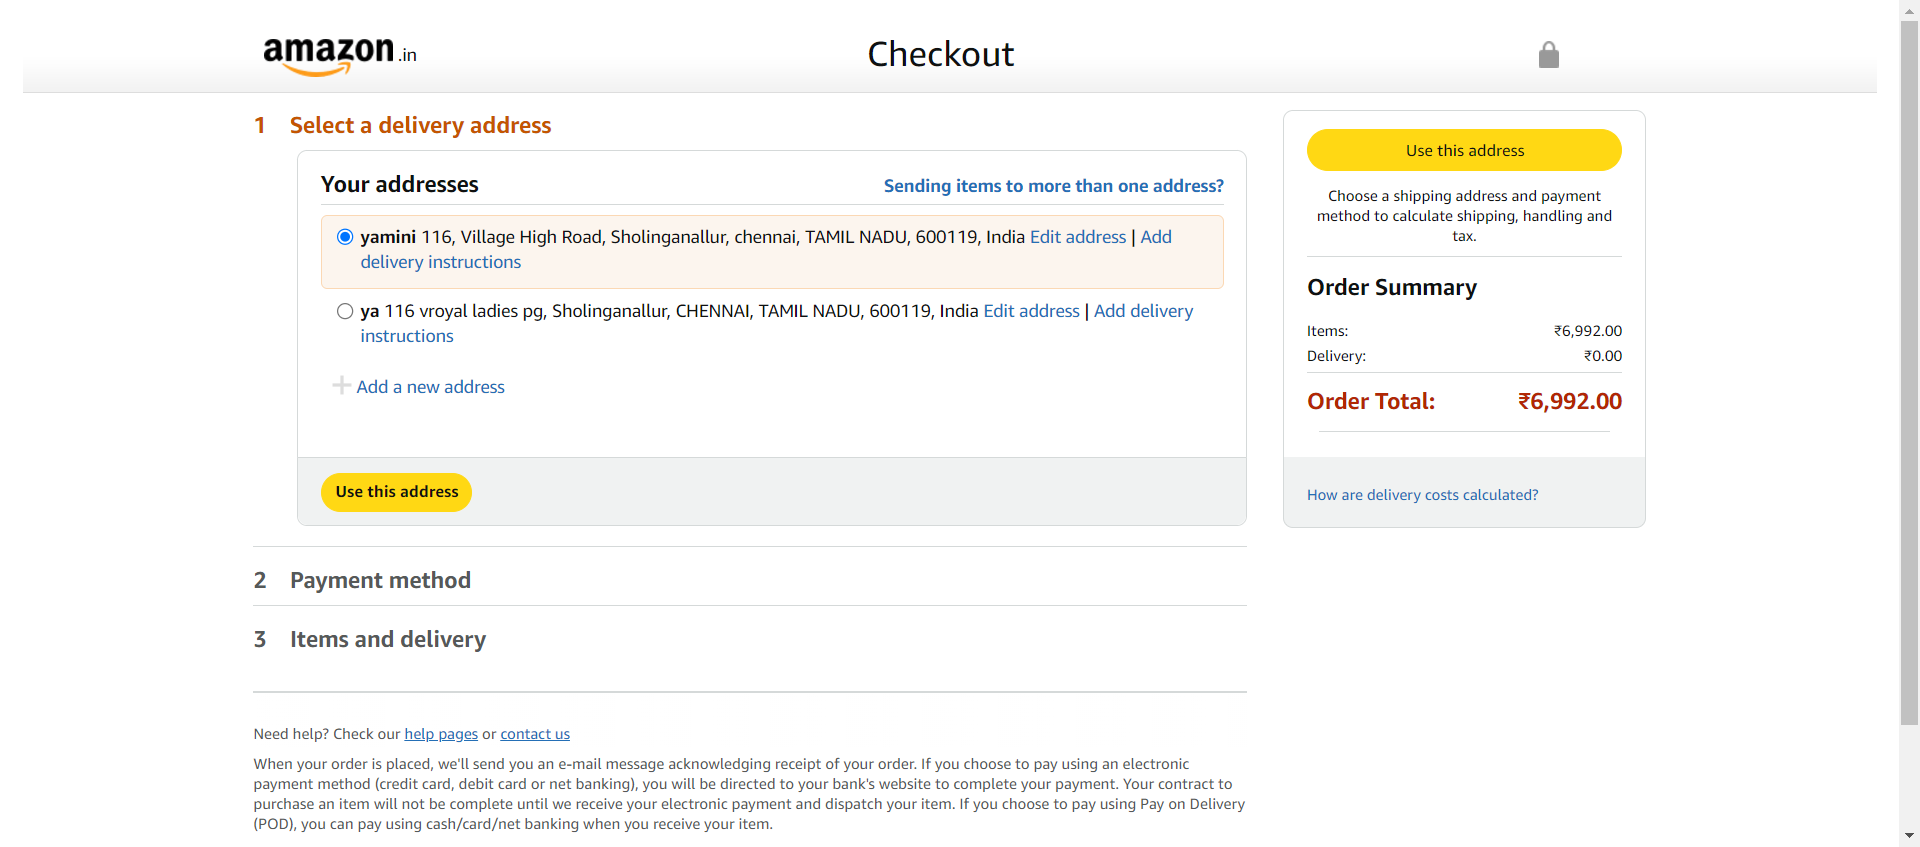 amazon.in
Checkout
1 Select a delivery address
Your addresses
Sending items to more than one address?
yamini 116, Village High Road, Sholinganallur, chennai, TAMIL NADU, 600119, India Edit address | Add
delivery instructions
ya 116 vroyal ladies pg, Sholinganallur, CHENNAI, TAMIL NADU, 600119, India Edit address | Add delivery
instructions
Add a new address
Use this address
2 Payment method
3 Items and delivery
Need help? Check our help pages or contact us
When your order is placed, we'll send you an e-mail message acknowledging receipt of your order. If you choose to pay using an electronic
payment method (credit card, debit card or net banking), you will be directed to your bank's website to complete your payment. Your contract to
purchase an item will not be complete until we receive your electronic payment and dispatch your item. If you choose to pay using Pay on Delivery
(POD), you can pay using cash/card/net banking when you receive your item.
Use this address
Choose a shipping address and payment
method to calculate shipping, handling and
tax.
Order Summary
Items: ₹6,992.00
Delivery: ₹0.00
Order Total: ₹6,992.00
How are delivery costs calculated?